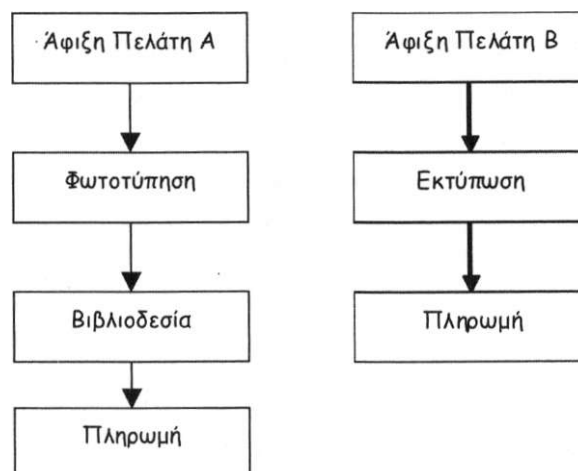 Άφιξη Πελάτη Α
Φωτοτύπηση
Βιβλιοδεσία
Πληρωμή
Άφιξη Πελάτη Β
Εκτύπωση
Πληρωμή